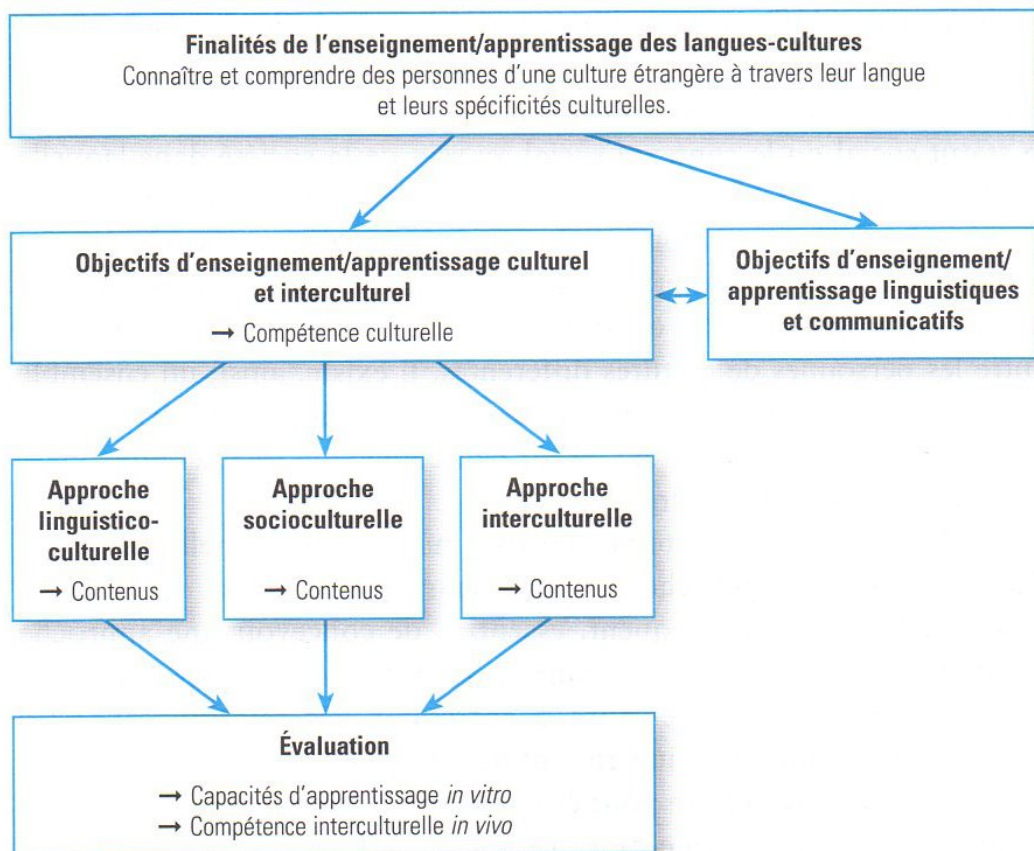 Finalités de l'enseignement/apprentissage des langues-cultures
Connaître et comprendre des personnes d'une culture étrangère à travers leur langue
et leurs spécificités culturelles.
Objectifs d'enseignement/apprentissage culturel
et interculturel
→ Compétence culturelle
Objectifs d'enseignement/
apprentissage linguistiques
et communicatifs
Approche
linguistico-
culturelle
→ Contenus
Approche
socioculturelle
→ Contenus
Approche
interculturelle
→ Contenus
Évaluation
→ Capacités d'apprentissage in vitro
→ Compétence interculturelle in vivo